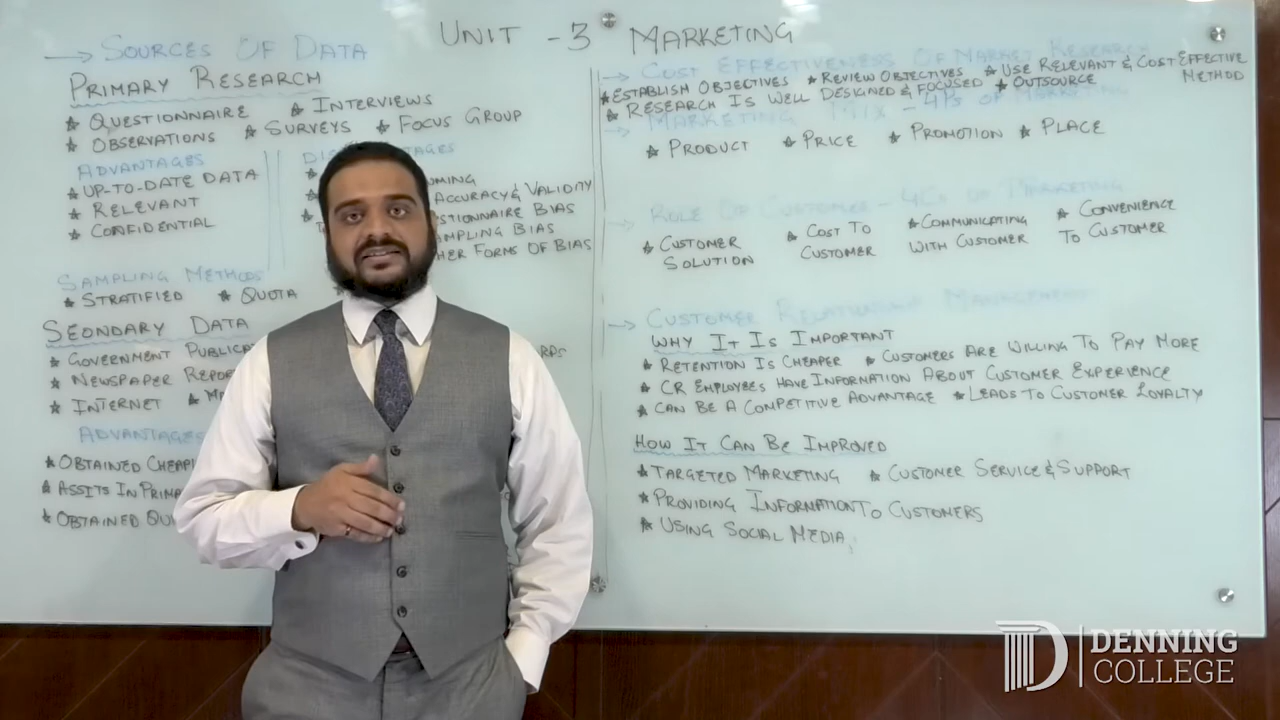 UNIT - 3 MARKETING
→ SOURCES OF DATA
PRIMARY RESEARCH
★ QUESTIONNAIRE ★ INTERVIEWS
★ OBSERVATIONS ★ SURVEYS ★ FOCUS GROUP
ADVANTAGES
★ UP-TO-DATE DATA
★ RELEVANT
★ CONFIDENTIAL
ACCURACY & VALIDITY
BIAS
BIAS
FORMS OF BIAS
SAMPLING METHODS
★ STRATIFIED ★ QUOTA
SEONDARY DATA
★ GOVERNMENT
★ NEWSPAPER
★ INTERNET
ADVANTAGES
★ OBTAINED
★ ASSITS IN
★ OBTAINED
→ COST EFFECTIVENESS OF MARKET RESEARCH
★ ESTABLISH OBJECTIVES ★ REVIEW OBJECTIVES ★ USE RELEVANT & COST EFFECTIVE METHOD
★ RESEARCH IS WELL DESIGNED & FOCUSED ★ OUTSOURCE
→ MARKETING MIX - 4PS OF MARKETING
★ PRODUCT ★ PRICE ★ PROMOTION ★ PLACE
→ ROLE OF CUSTOMER - 4CS OF MARKETING
★ CUSTOMER SOLUTION ★ COST TO CUSTOMER ★ COMMUNICATING WITH CUSTOMER ★ CONVENIENCE TO CUSTOMER
→ CUSTOMER RELATIONSHIP MANAGEMENT
WHY IT IS IMPORTANT
★ RETENTION IS CHEAPER ★ CUSTOMERS ARE WILLING TO PAY MORE
★ CR EMPLOYEES HAVE INFORMATION ABOUT CUSTOMER EXPERIENCE
★ CAN BE A COMPETITIVE ADVANTAGE ★ LEADS TO CUSTOMER LOYALTY
HOW IT CAN BE IMPROVED
★ TARGETED MARKETING ★ CUSTOMER SERVICE & SUPPORT
★ PROVIDING INFORMATION TO CUSTOMERS
★ USING SOCIAL MEDIA
DENNING
COLLEGE